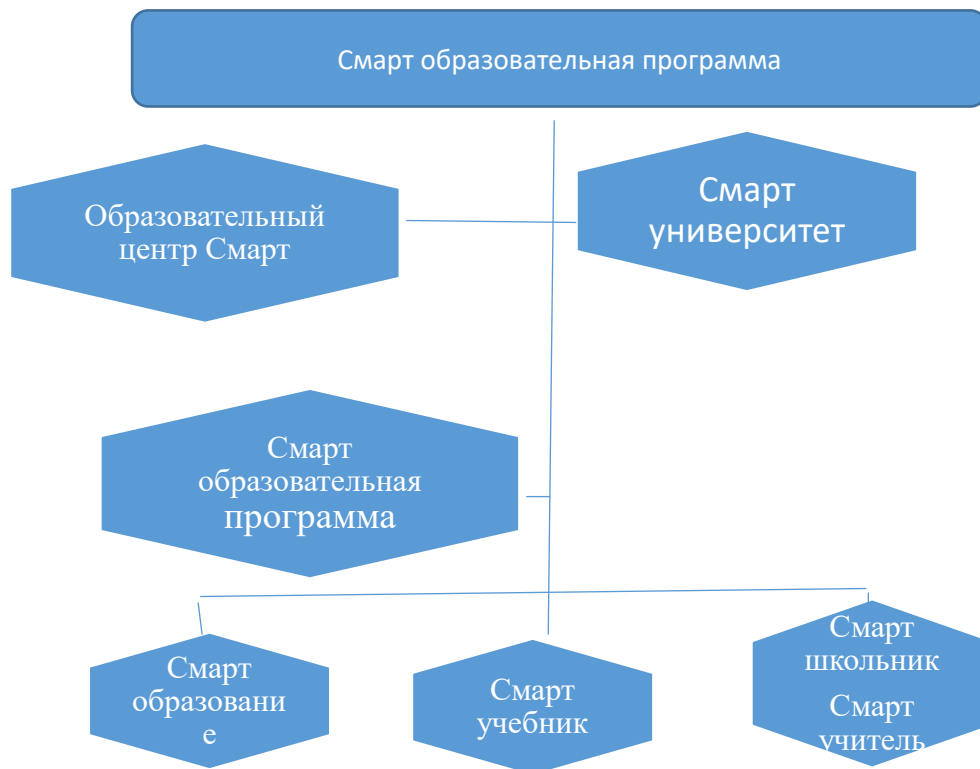 Смарт образовательная программа
Образовательный
центр Смарт
Смарт
университет
Смарт
образовательная
программа
Смарт
образовани
е
Смарт
учебник
Смарт
школьник
Смарт
учитель